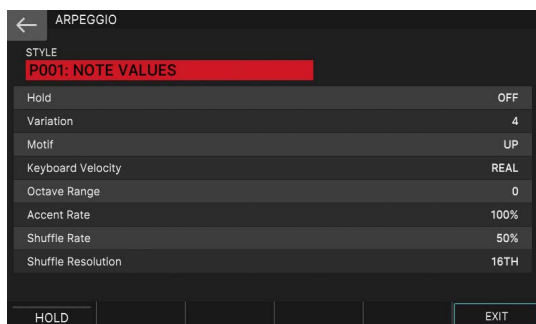 ARPEGGIO
STYLE
P001: NOTE VALUES
Hold OFF
Variation 4
Motif UP
Keyboard Velocity REAL
Octave Range 0
Accent Rate 100%
Shuffle Rate 50%
Shuffle Resolution 16TH
HOLD EXIT